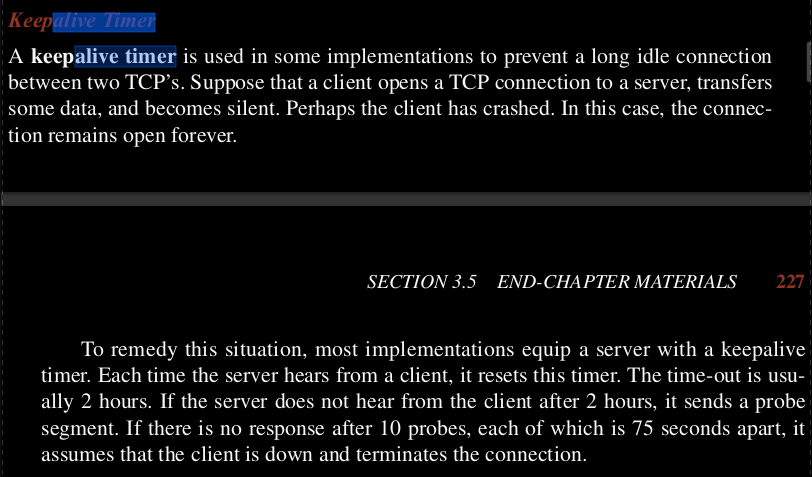 Keepalive Timer
A keepalive timer is used in some implementations to prevent a long idle connection
between two TCP’s. Suppose that a client opens a TCP connection to a server, transfers
some data, and becomes silent. Perhaps the client has crashed. In this case, the connec-
tion remains open forever.
SECTION 3.5 END-CHAPTER MATERIALS 227
To remedy this situation, most implementations equip a server with a keepalive
timer. Each time the server hears from a client, it resets this timer. The time-out is usu-
ally 2 hours. If the server does not hear from the client after 2 hours, it sends a probe
segment. If there is no response after 10 probes, each of which is 75 seconds apart, it
assumes that the client is down and terminates the connection.